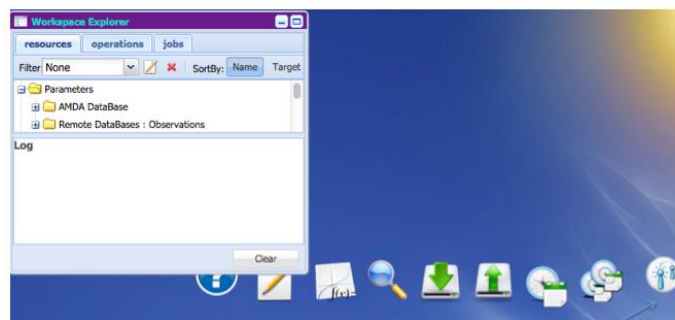 Workspace Explorer
resources operations jobs
Filter: None SortBy: Name Target
Parameters
AMDA DataBase
Remote DataBases : Observations
Log
Clear
?
f(x)=